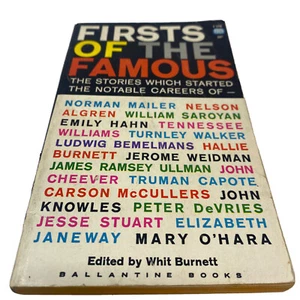 FIRSTS
OF THE
FAMOUS
THE STORIES WHICH STARTED
THE NOTABLE CAREERS OF —
NORMAN MAILER NELSON
ALGREN WILLIAM SAROYAN
EMILY HAHN TENNESSEE
WILLIAMS TURNLEY WALKER
LUDWIG BEMELMANS HALLIE
BURNETT JEROME WEIDMAN
JAMES RAMSEY ULLMAN JOHN
CHEEVER TRUMAN CAPOTE
CARSON McCULLERS JOHN
KNOWLES PETER DeVRIES
JESSE STUART ELIZABETH
JANEWAY MARY O'HARA
Edited by Whit Burnett
BALLANTINE BOOKS